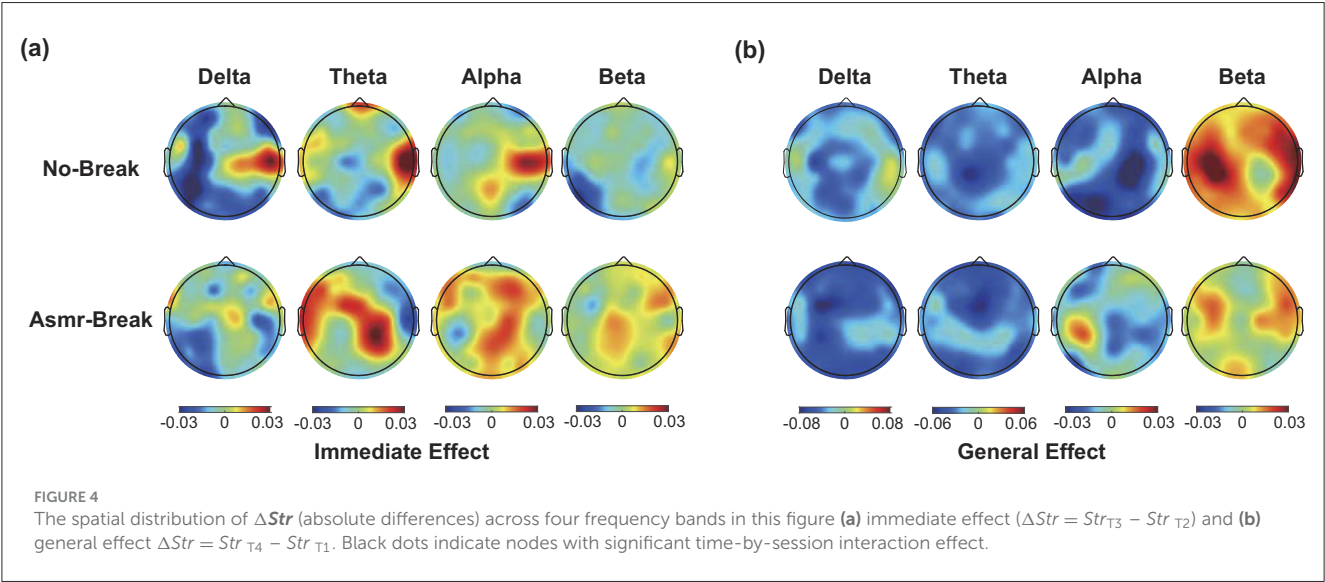 (a)
(b)
Delta Theta Alpha Beta
Delta Theta Alpha Beta
No-Break
Asmr-Break
-0.03 0 0.03 -0.03 0 0.03 -0.03 0 0.03 -0.03 0 0.03
-0.08 0 0.08 -0.06 0 0.06 -0.03 0 0.03 -0.03 0 0.03
Immediate Effect
General Effect
FIGURE 4
The spatial distribution of ΔStr (absolute differences) across four frequency bands in this figure (a) immediate effect (ΔStr = Str T3 − Str T2) and (b)
general effect ΔStr = Str T4 − Str T1. Black dots indicate nodes with significant time-by-session interaction effect.